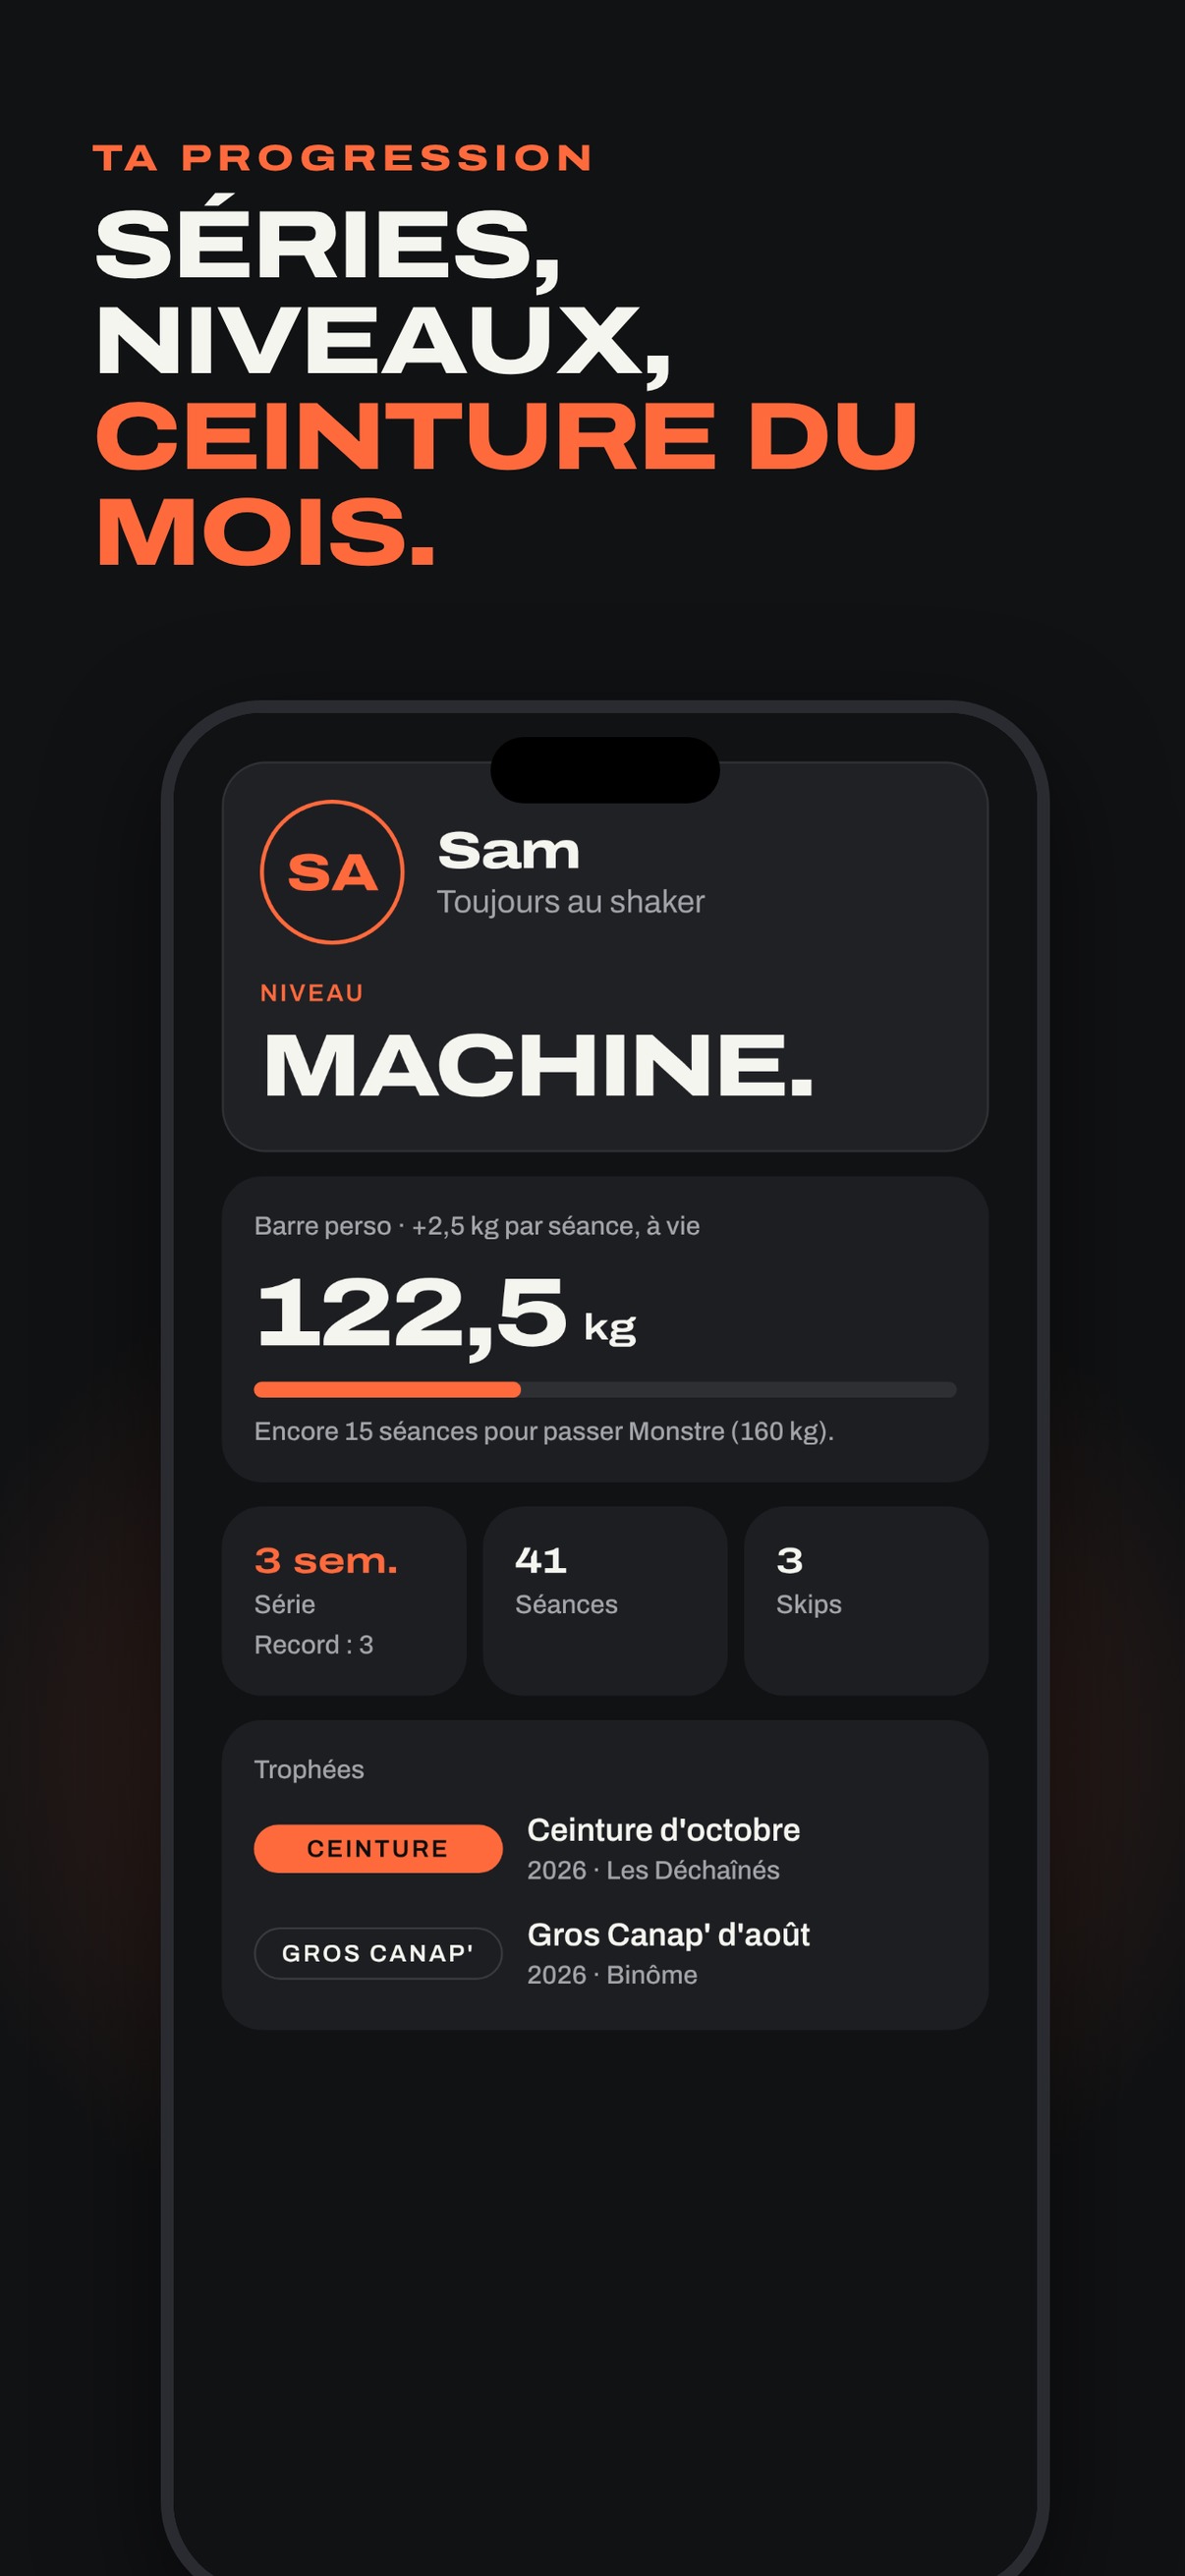 TA PROGRESSION
SÉRIES,
NIVEAUX,
CEINTURE DU
MOIS.
SA
Sam
Toujours au shaker
NIVEAU
MACHINE.
Barre perso · +2,5 kg par séance, à vie
122,5 kg
Encore 15 séances pour passer Monstre (160 kg).
3 sem.
Série
Record : 3
41
Séances
3
Skips
Trophées
CEINTURE
Ceinture d'octobre
2026 · Les Déchaînés
GROS CANAP'
Gros Canap' d'août
2026 · Binôme